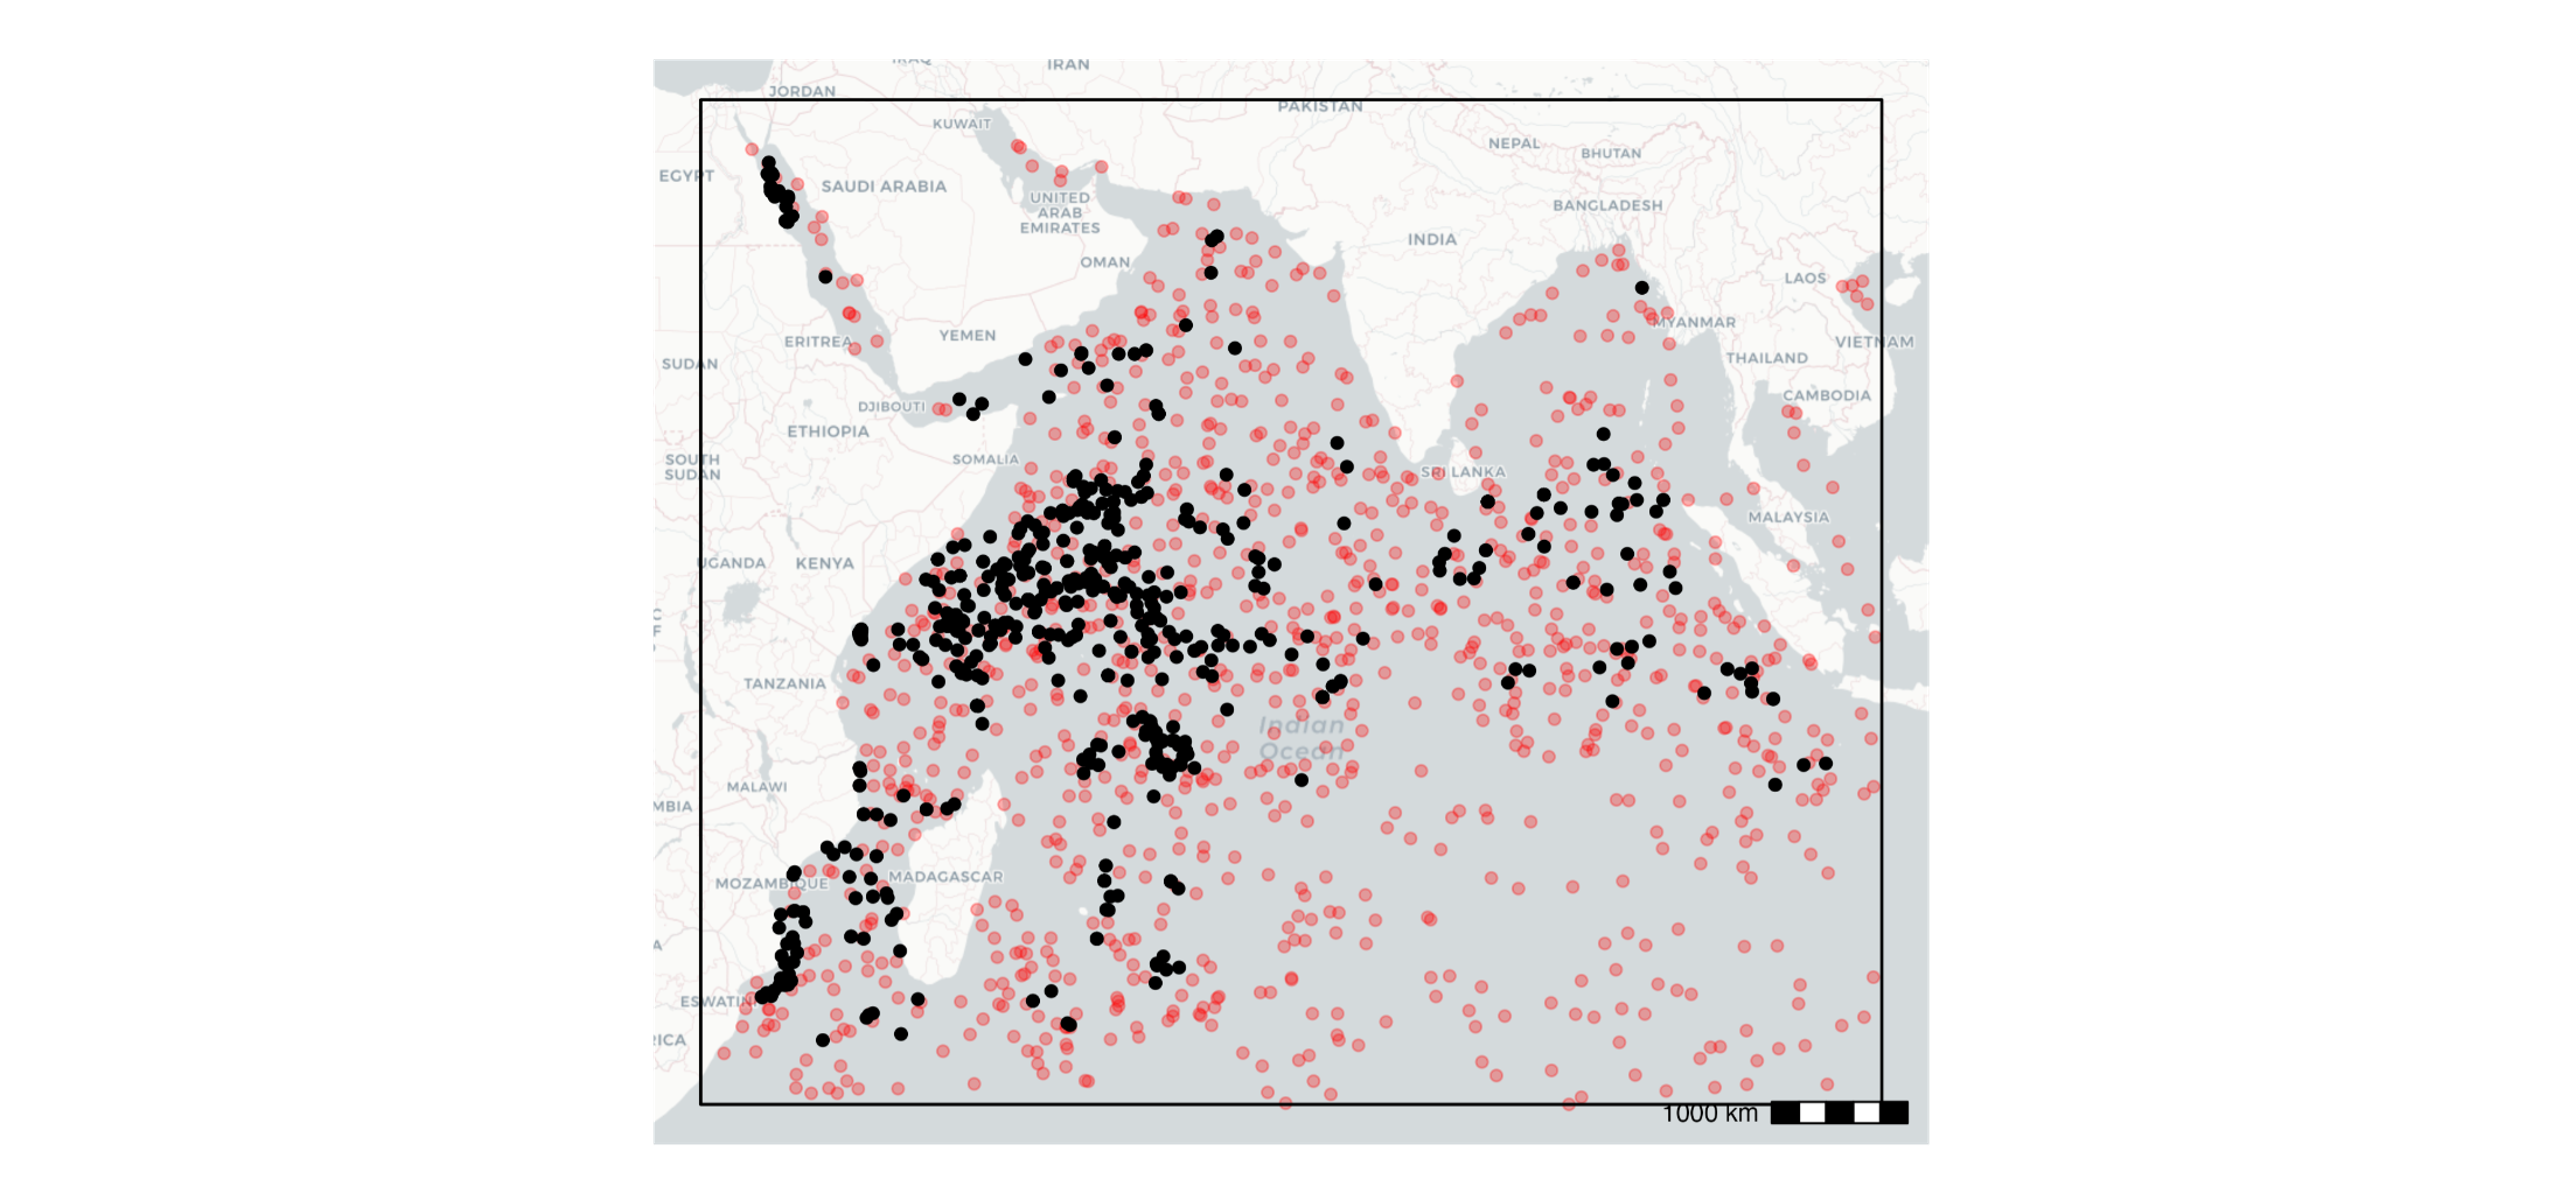 IRAQ
IRAN
JORDAN
PAKISTAN
KUWAIT
NEPAL
BHUTAN
EGYPT
SAUDI ARABIA
UNITED
ARAB
EMIRATES
BANGLADESH
INDIA
OMAN
LAOS
MYANMAR
YEMEN
ERITREA
VIETNAM
SUDAN
THAILAND
CAMBODIA
DJIBOUTI
ETHIOPIA
SOMALIA
SOUTH
SUDAN
SRI LANKA
MALAYSIA
UGANDA
KENYA
C
F
TANZANIA
Indian
Ocean
MALAWI
MBIA
MOZAMBIQUE
MADAGASCAR
A
ESWATINI
RICA
1000 km